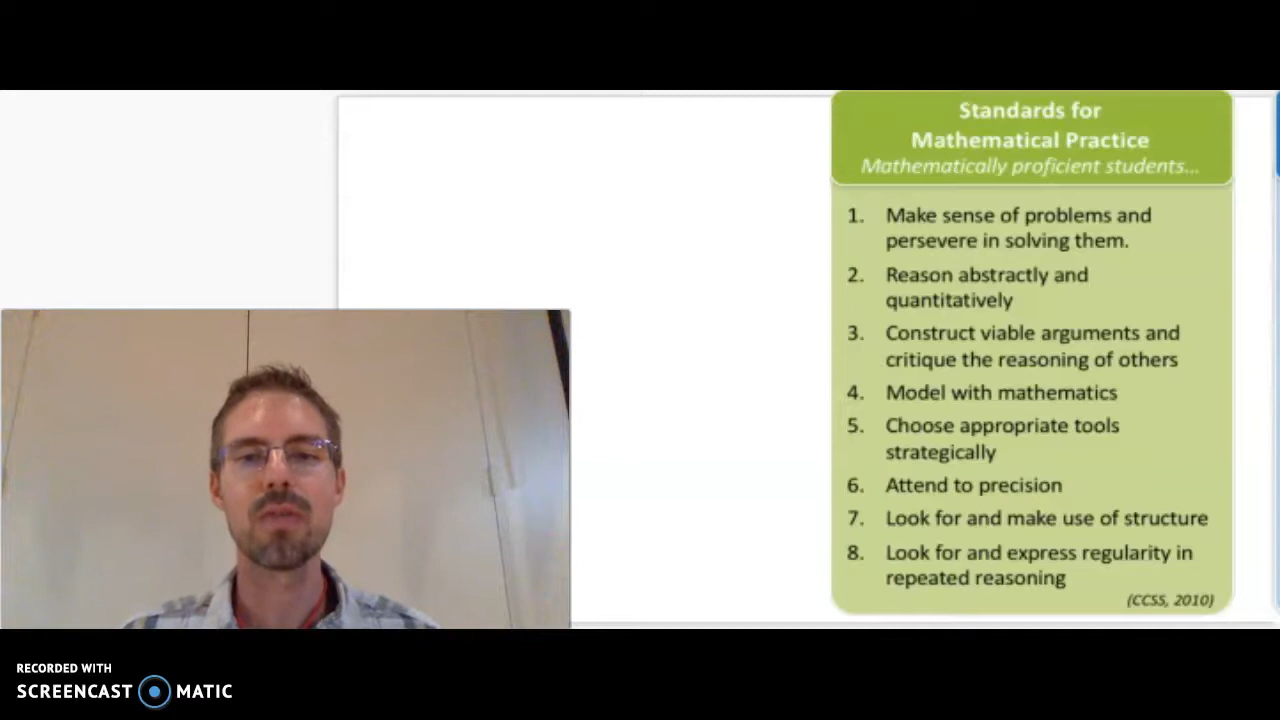 Standards for
Mathematical Practice
Mathematically proficient students...
1. Make sense of problems and
persevere in solving them.
2. Reason abstractly and
quantitatively
3. Construct viable arguments and
critique the reasoning of others
4. Model with mathematics
5. Choose appropriate tools
strategically
6. Attend to precision
7. Look for and make use of structure
8. Look for and express regularity in
repeated reasoning
(CCSS, 2010)
RECORDED WITH
SCREENCAST MATIC